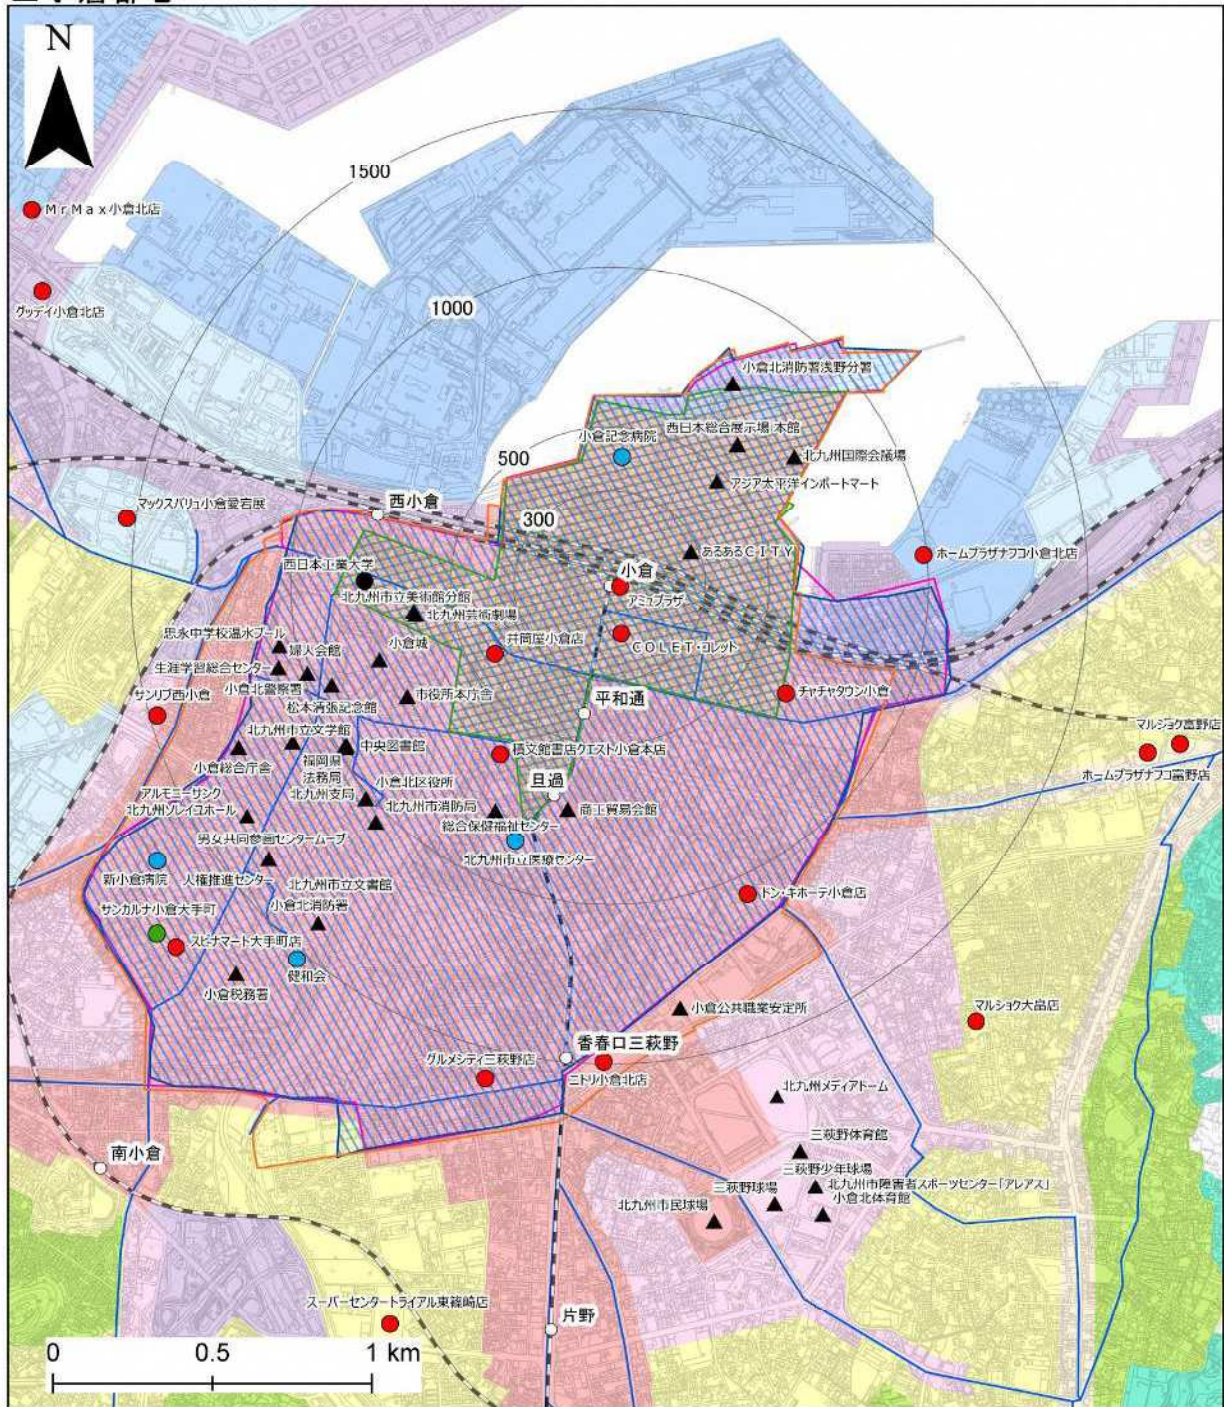 N
1500
MrMax小倉北店
グッデイ小倉北店
1000
小倉北消防署浅野分署
小倉記念病院
西日本総合展示場 本館
北九州国際会議場
500
アジア太平洋インポートマート
マックスバリュ小倉愛宕展
西小倉
300
あるあるCITY
ホームプラザナフコ小倉北店
西日本工業大学
小倉
アミュプラザ
北九州市立美術館分館
北九州芸術劇場
思永中学校温水プール
婦人会館
小倉城
井筒屋小倉店
COLET・コレット
生涯学習総合センター
サンリブ西小倉
小倉北警察署
松本清張記念館
市役所本庁舎
平和通
チャチャタウン小倉
マルショク富野店
北九州市立文学館
中央図書館
積文館書店クエスト小倉本店
小倉総合庁舎
福岡県
法務局
北九州支局
ホームプラザナフコ富野店
旦過
小倉北区役所
アルモニーサンク
北九州ソレイユホール
北九州市消防局
商工貿易会館
総合保健福祉センター
男女共同参画センタームーブ
北九州市立医療センター
新小倉病院
人権推進センター
北九州市立文書館
ドン・キホーテ小倉店
サンカルナ小倉大手町
小倉北消防署
スピナマート大手町店
健和会
小倉税務署
小倉公共職業安定所
マルショク大畠店
香春口三萩野
グルメシティ三萩野店
ニトリ小倉北店
北九州メディアドーム
三萩野体育館
南小倉
三萩野少年球場
北九州市障害者スポーツセンター「アレアス」
三萩野球場
小倉北体育館
北九州市民球場
スーパーセンタートライアル東篠崎店
片野
0 0.5 1 km